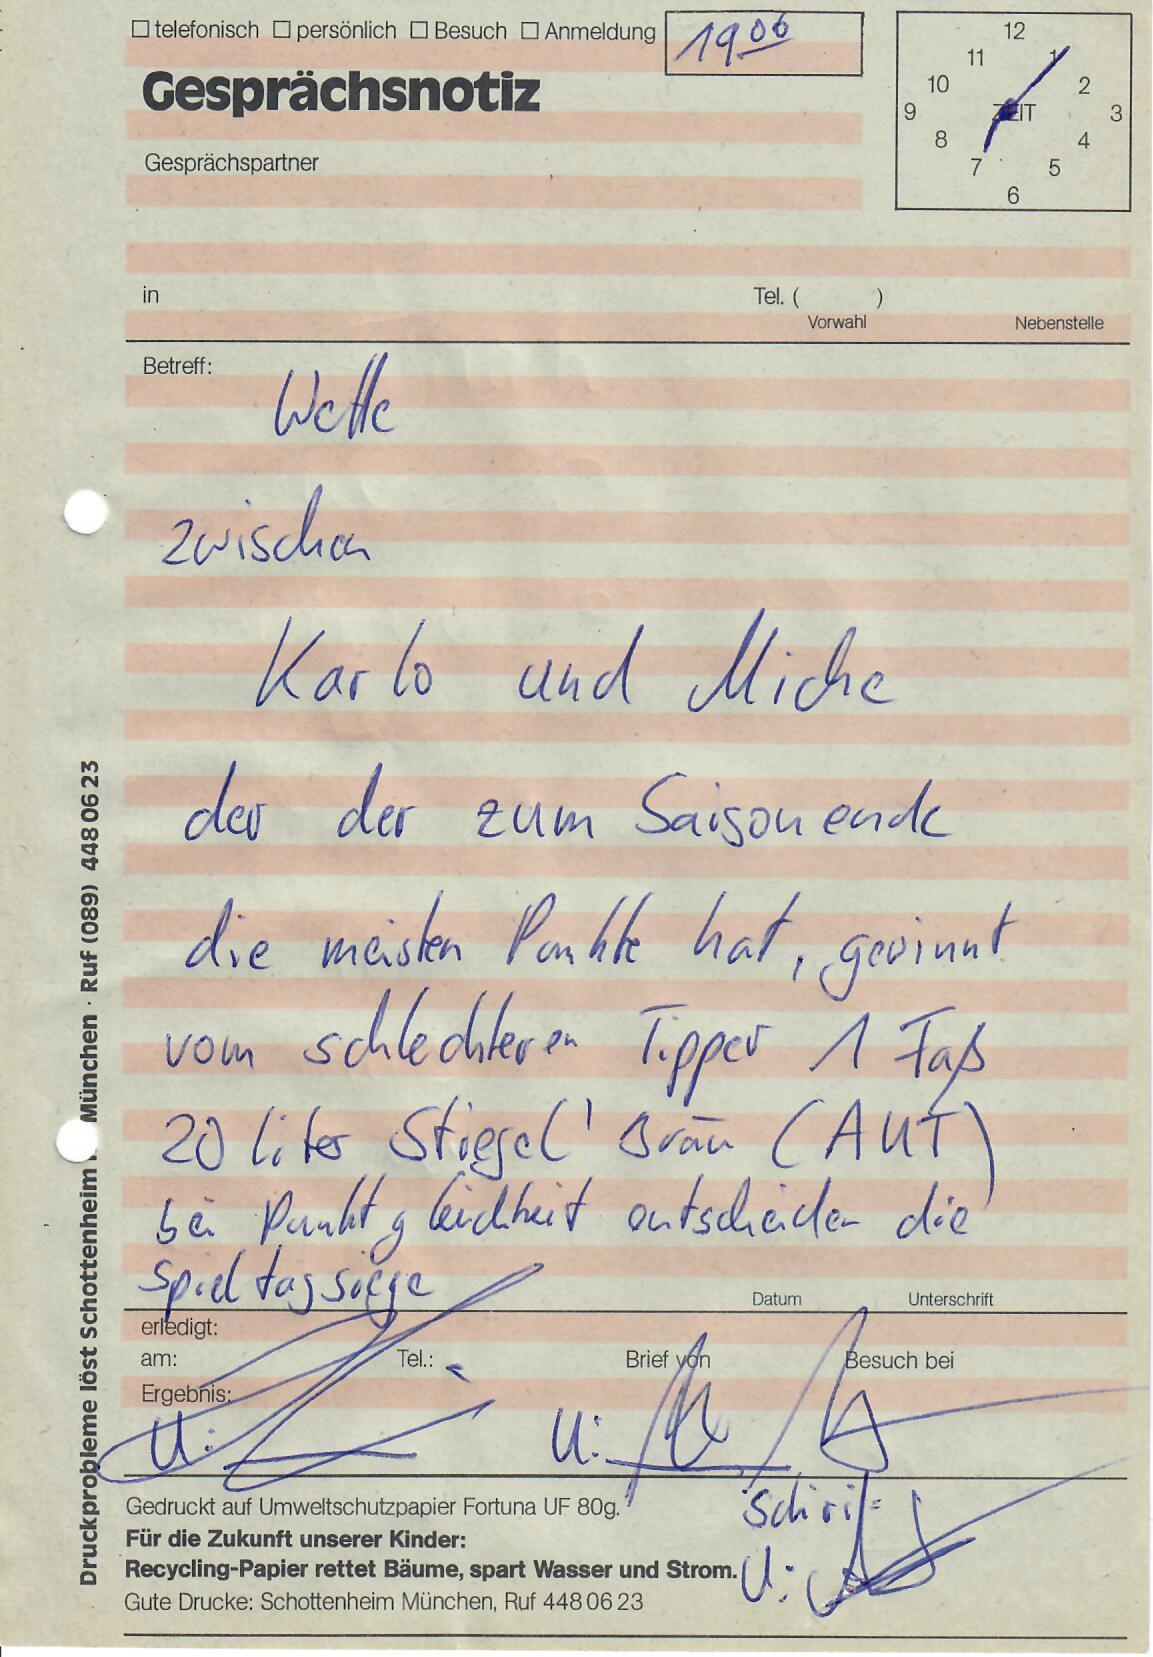 ☐ telefonisch ☐ persönlich ☐ Besuch ☐ Anmeldung
19 06
Gesprächsnotiz
12
11 1
10 2
9 ZEIT 3
8 4
7 5
6
Gesprächspartner
in Tel. ( )
Vorwahl Nebenstelle
Betreff:
Wette
zwischen
Karlo und Miche
der der zum Saisonende
die meisten Punkte hat, gewinnt
vom schlechteren Tipper 1 Faß
20 liter Stiegel' Bräu (AUT)
bei Punktgleichheit entscheiden die
Spieltagsiege
Datum Unterschrift
erledigt:
am: Tel.: Brief von Besuch bei
Ergebnis:
U: U:
Schiri-
U:
Gedruckt auf Umweltschutzpapier Fortuna UF 80g.
Für die Zukunft unserer Kinder:
Recycling-Papier rettet Bäume, spart Wasser und Strom.
Gute Drucke: Schottenheim München, Ruf 448 06 23
Druckprobleme löst Schottenheim München · Ruf (089) 448 06 23